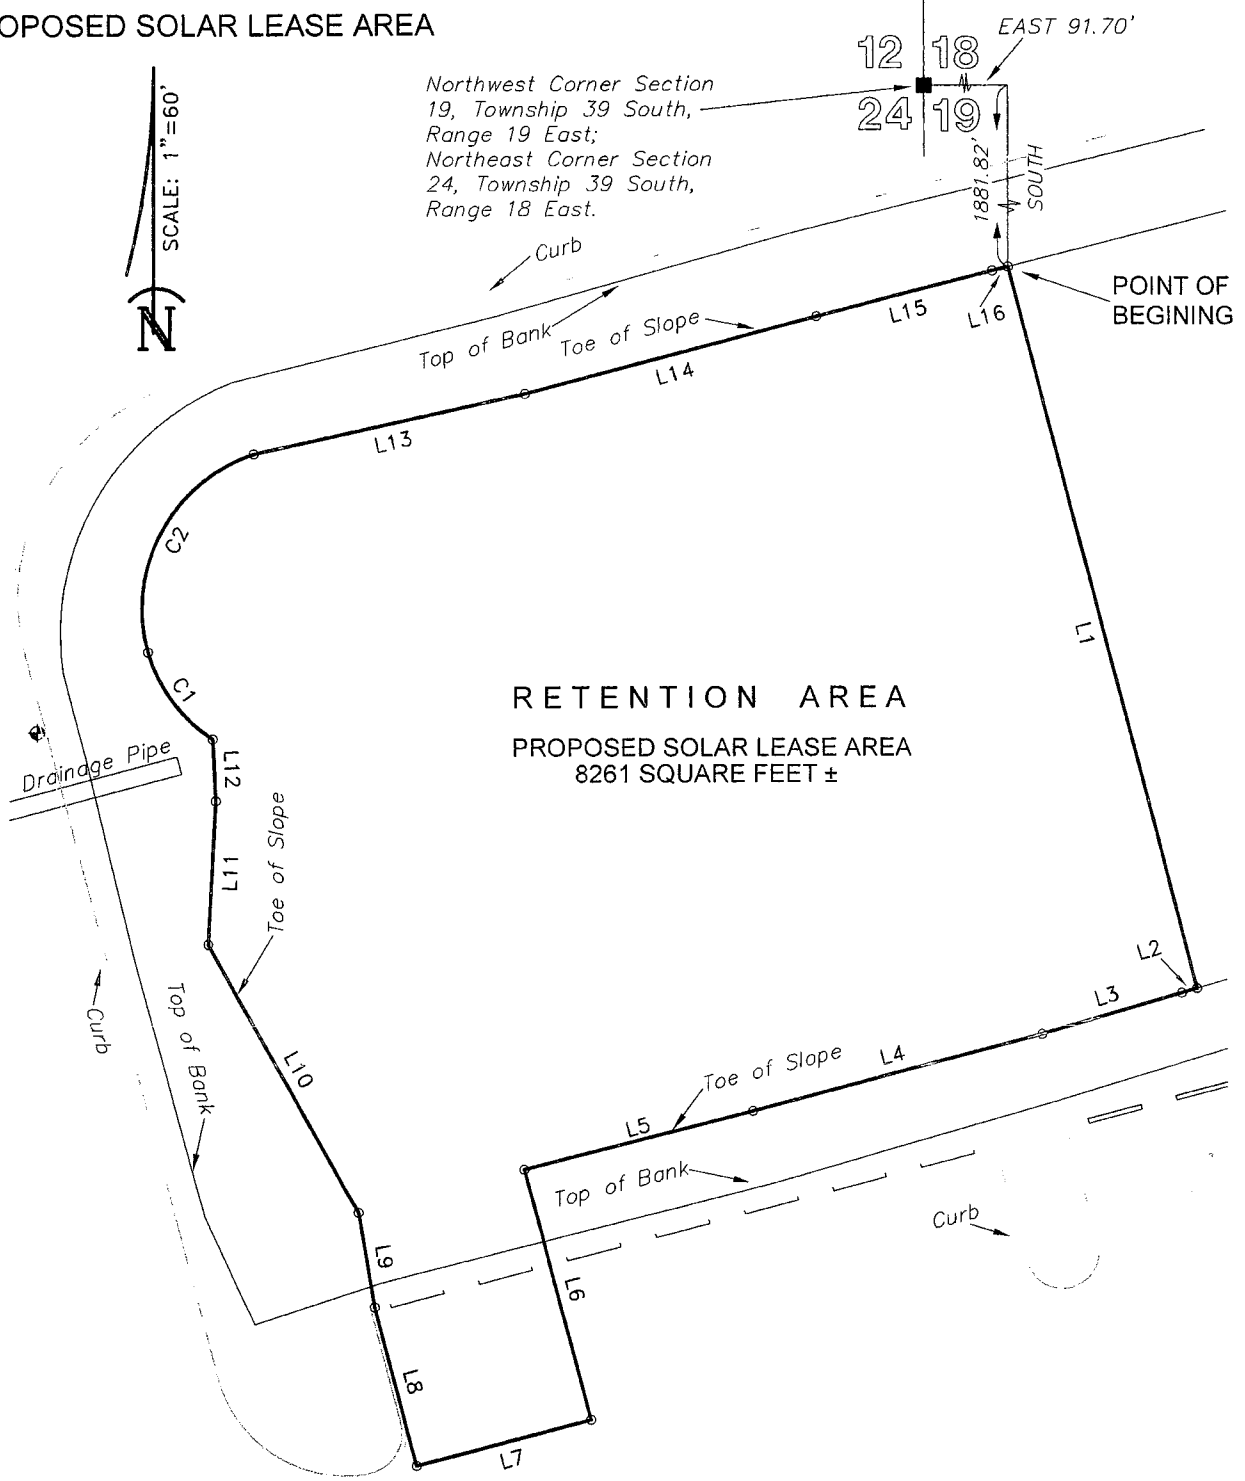 OPOSED SOLAR LEASE AREA
EAST 91.70'
12 18
24 19
Northwest Corner Section
19, Township 39 South,
Range 19 East;
Northeast Corner Section
24, Township 39 South,
Range 18 East.
SCALE: 1"=60'
N
1881.82'
SOUTH
Curb
POINT OF
BEGINING
Top of Bank
Toe of Slope
L15
L16
L14
L13
C2
L1
C1
RETENTION AREA
PROPOSED SOLAR LEASE AREA
8261 SQUARE FEET ±
L12
Drainage Pipe
Toe of Slope
L17
L2
L3
Curb
Top of Bank
L10
L4
Toe of Slope
L5
Top of Bank
Curb
L9
L6
L8
L7